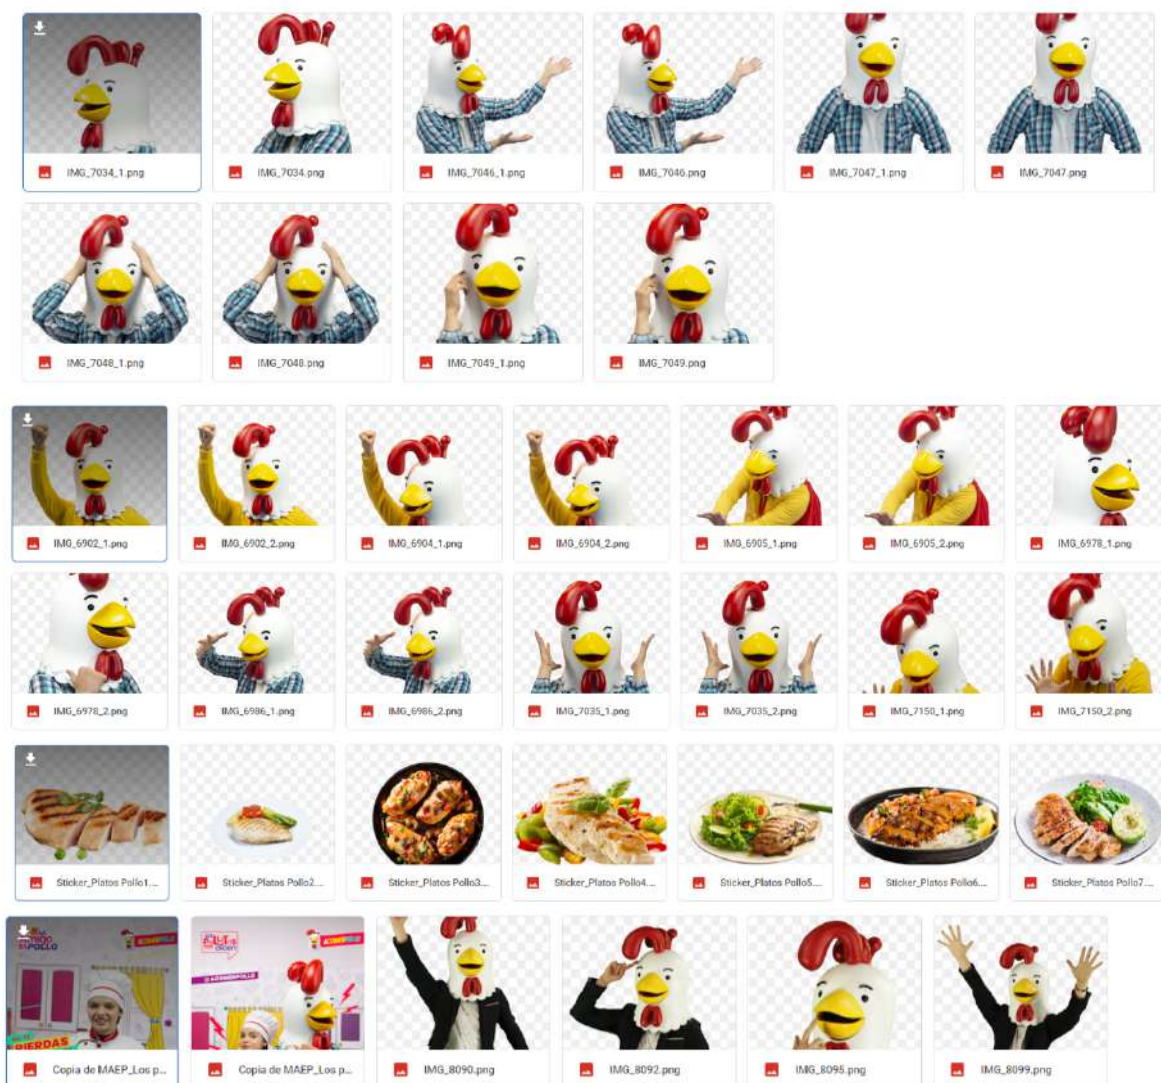 IMG_7034_1.png
IMG_7034.png
IMG_7046_1.png
IMG_7046.png
IMG_7047_1.png
IMG_7047.png
IMG_7048_1.png
IMG_7048.png
IMG_7049_1.png
IMG_7049.png
IMG_6902_1.png
IMG_6902_2.png
IMG_6904_1.png
IMG_6904_2.png
IMG_6905_1.png
IMG_6905_2.png
IMG_6978_1.png
IMG_6978_2.png
IMG_6986_1.png
IMG_6986_2.png
IMG_7035_1.png
IMG_7035_2.png
IMG_7150_1.png
IMG_7150_2.png
Sticker_Platos Pollo1....
Sticker_Platos Pollo2....
Sticker_Platos Pollo3....
Sticker_Platos Pollo4....
Sticker_Platos Pollo5....
Sticker_Platos Pollo6....
Sticker_Platos Pollo7....
migo
POLLO
PIERDAS
Copia de MAEP_Los p...
Copia de MAEP_Los p...
IMG_8090.png
IMG_8092.png
IMG_8095.png
IMG_8099.png